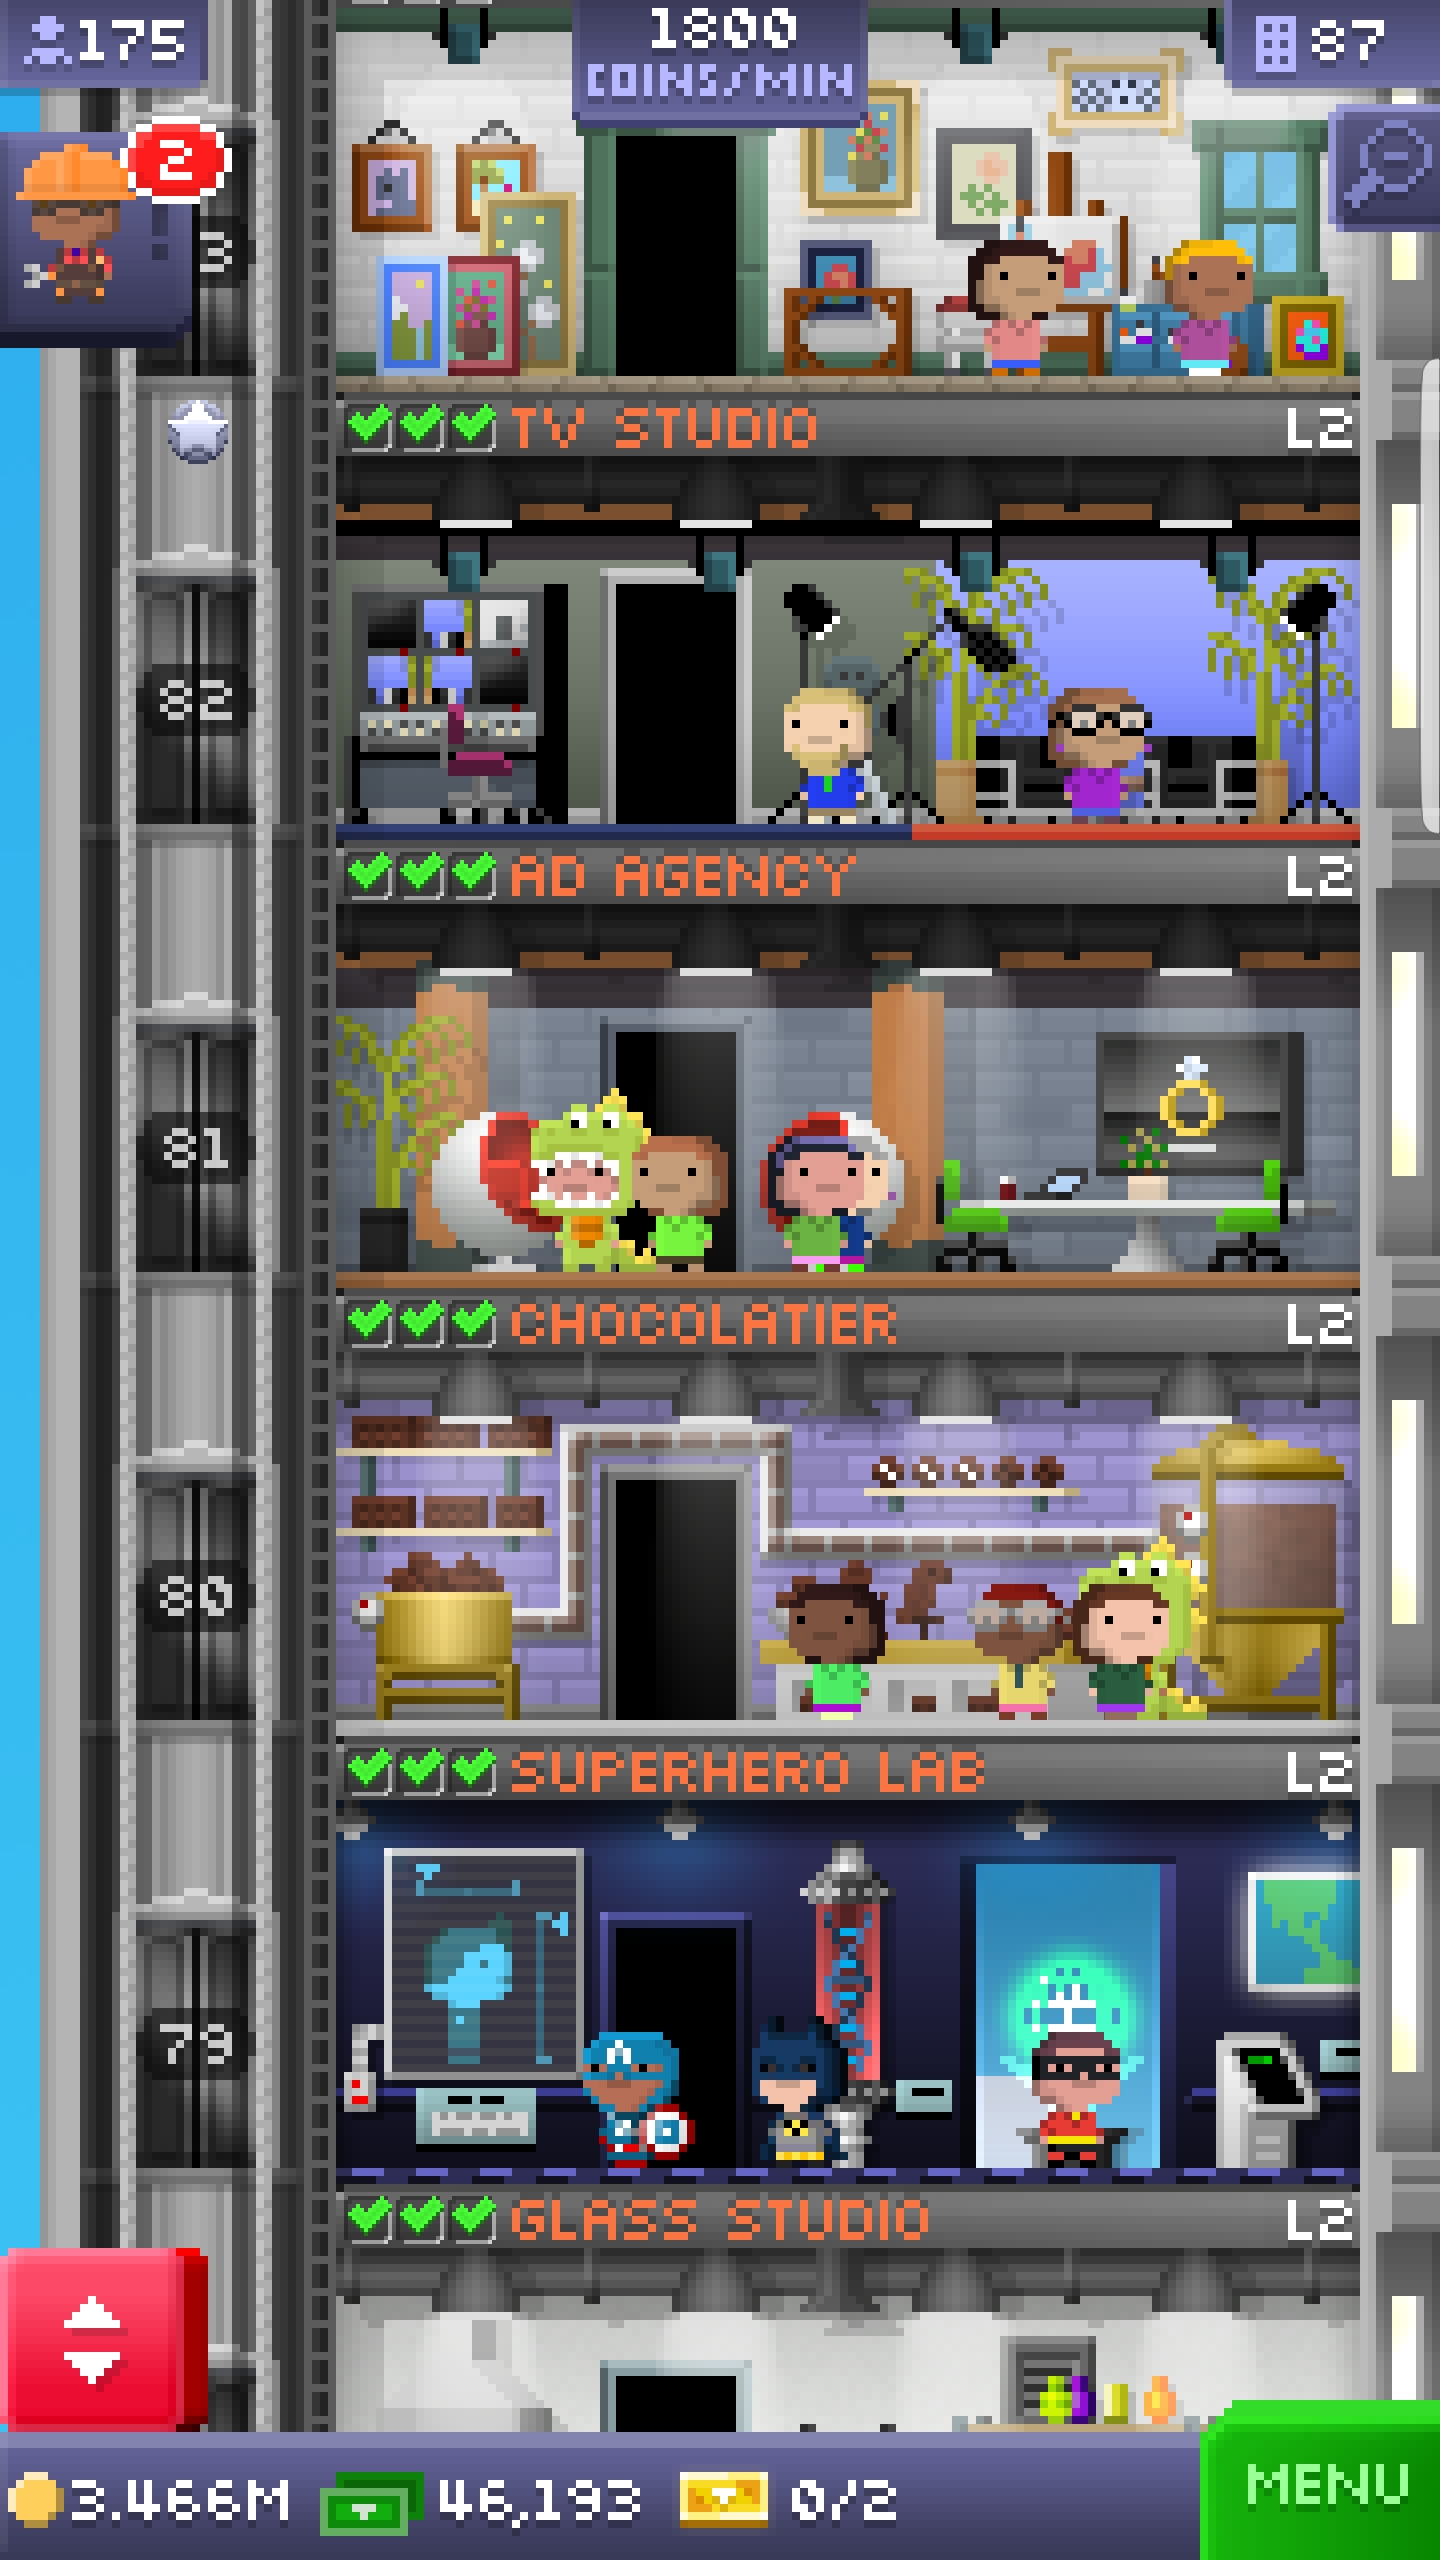 175
1800
COINS/MIN
87
2
3
TV STUDIO L2
82
AD AGENCY L2
81
CHOCOLATIER L2
80
SUPERHERO LAB L2
79
GLASS STUDIO L2
3.466M 46,193 0/2
MENU